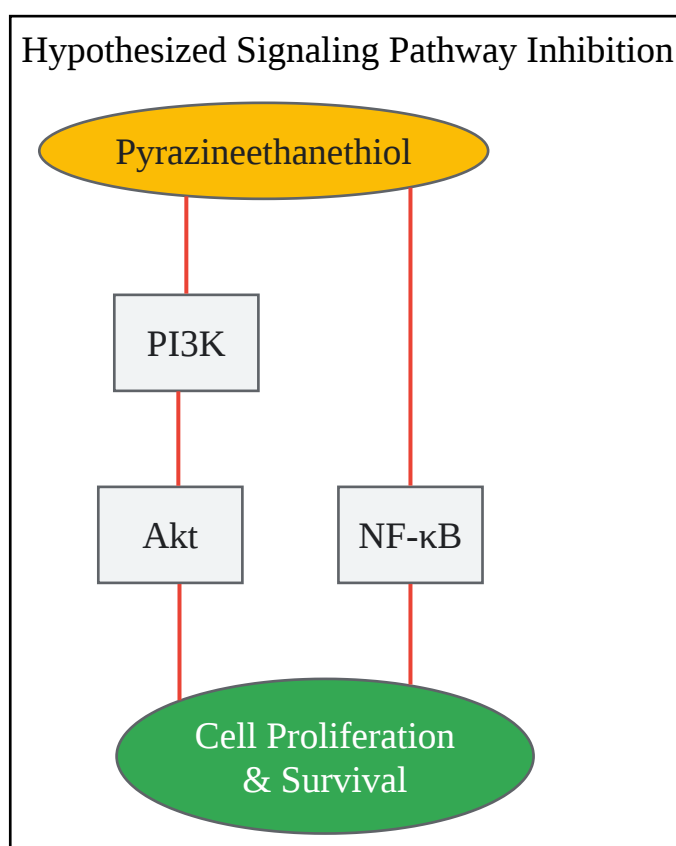 Hypothesized Signaling Pathway Inhibition
Pyrazineethanethiol
PI3K
Akt
NF-κB
Cell Proliferation
& Survival